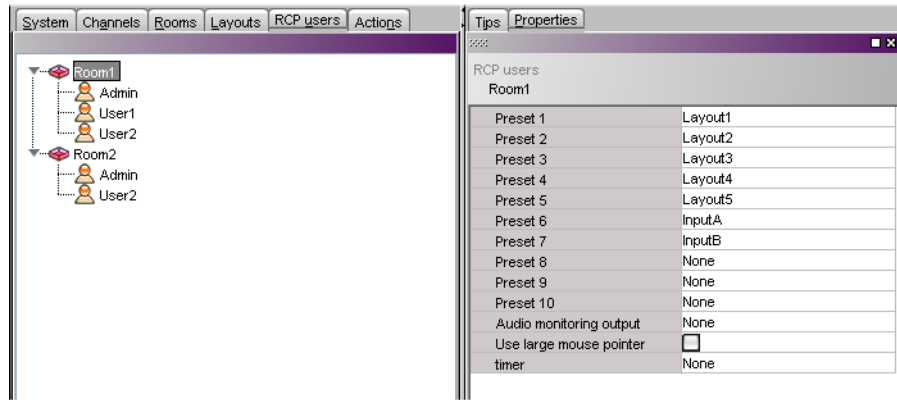 System Channels Rooms Layouts RCP users Actions
Room1
Admin
User1
User2
Room2
Admin
User2
Tips Properties
RCP users
Room1
Preset 1 Layout1
Preset 2 Layout2
Preset 3 Layout3
Preset 4 Layout4
Preset 5 Layout5
Preset 6 InputA
Preset 7 InputB
Preset 8 None
Preset 9 None
Preset 10 None
Audio monitoring output None
Use large mouse pointer
timer None